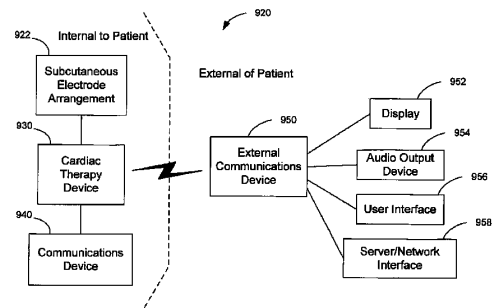 920
922
Internal to Patient
External of Patient
Subcutaneous
Electrode
Arrangement
930
Cardiac
Therapy
Device
940
Communications
Device
950
External
Communications
Device
952
Display
954
Audio Output
Device
956
User Interface
958
Server/Network
Interface